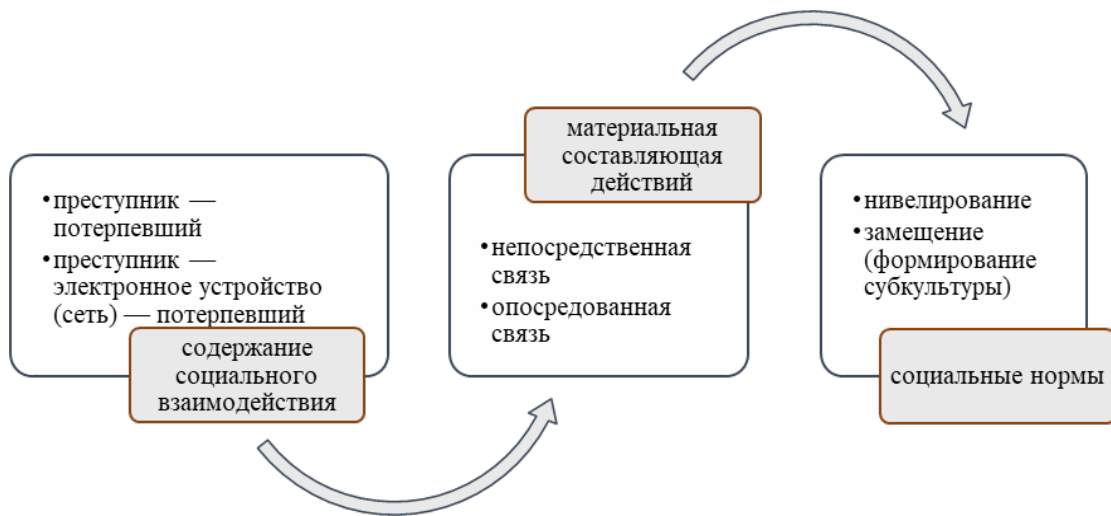 •преступник —
потерпевший
•преступник —
электронное устройство
(сеть) — потерпевший
содержание
социального
взаимодействия
материальная
составляющая
действий
•непосредственная
связь
•опосредованная
связь
•нивелирование
•замещение
(формирование
субкультуры)
социальные нормы